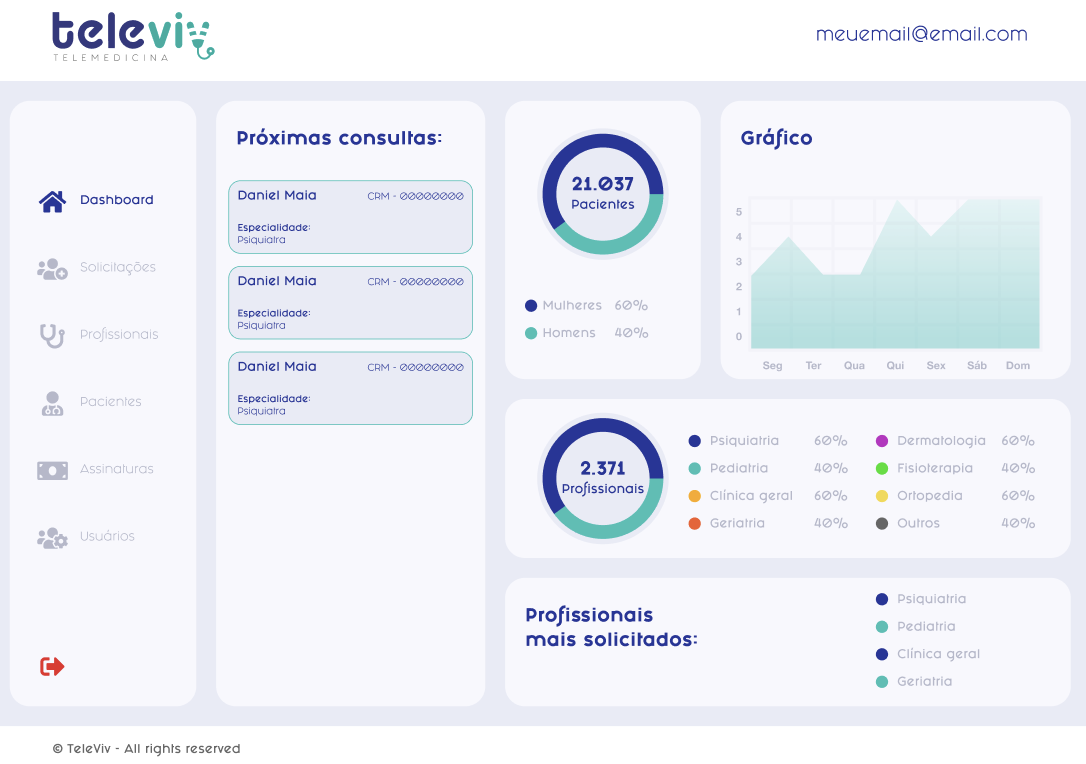 televiv
TELEMEDICINA
meuemail@email.com
Dashboard
Solicitações
Profissionais
Pacientes
Assinaturas
Usuários
Próximas consultas:
Daniel Maia CRM - 00000000
Especialidade:
Psiquiatra
Daniel Maia CRM - 00000000
Especialidade:
Psiquiatra
Daniel Maia CRM - 00000000
Especialidade:
Psiquiatra
21.037
Pacientes
Mulheres 60%
Homens 40%
Gráfico
5
4
3
2
1
0
Seg Ter Qua Qui Sex Sáb Dom
2.371
Profissionais
Psiquiatria 60% Dermatologia 60%
Pediatria 40% Fisioterapia 40%
Clínica geral 60% Ortopedia 60%
Geriatria 40% Outros 40%
Profissionais
mais solicitados:
Psiquiatria
Pediatria
Clínica geral
Geriatria
© TeleViv - All rights reserved